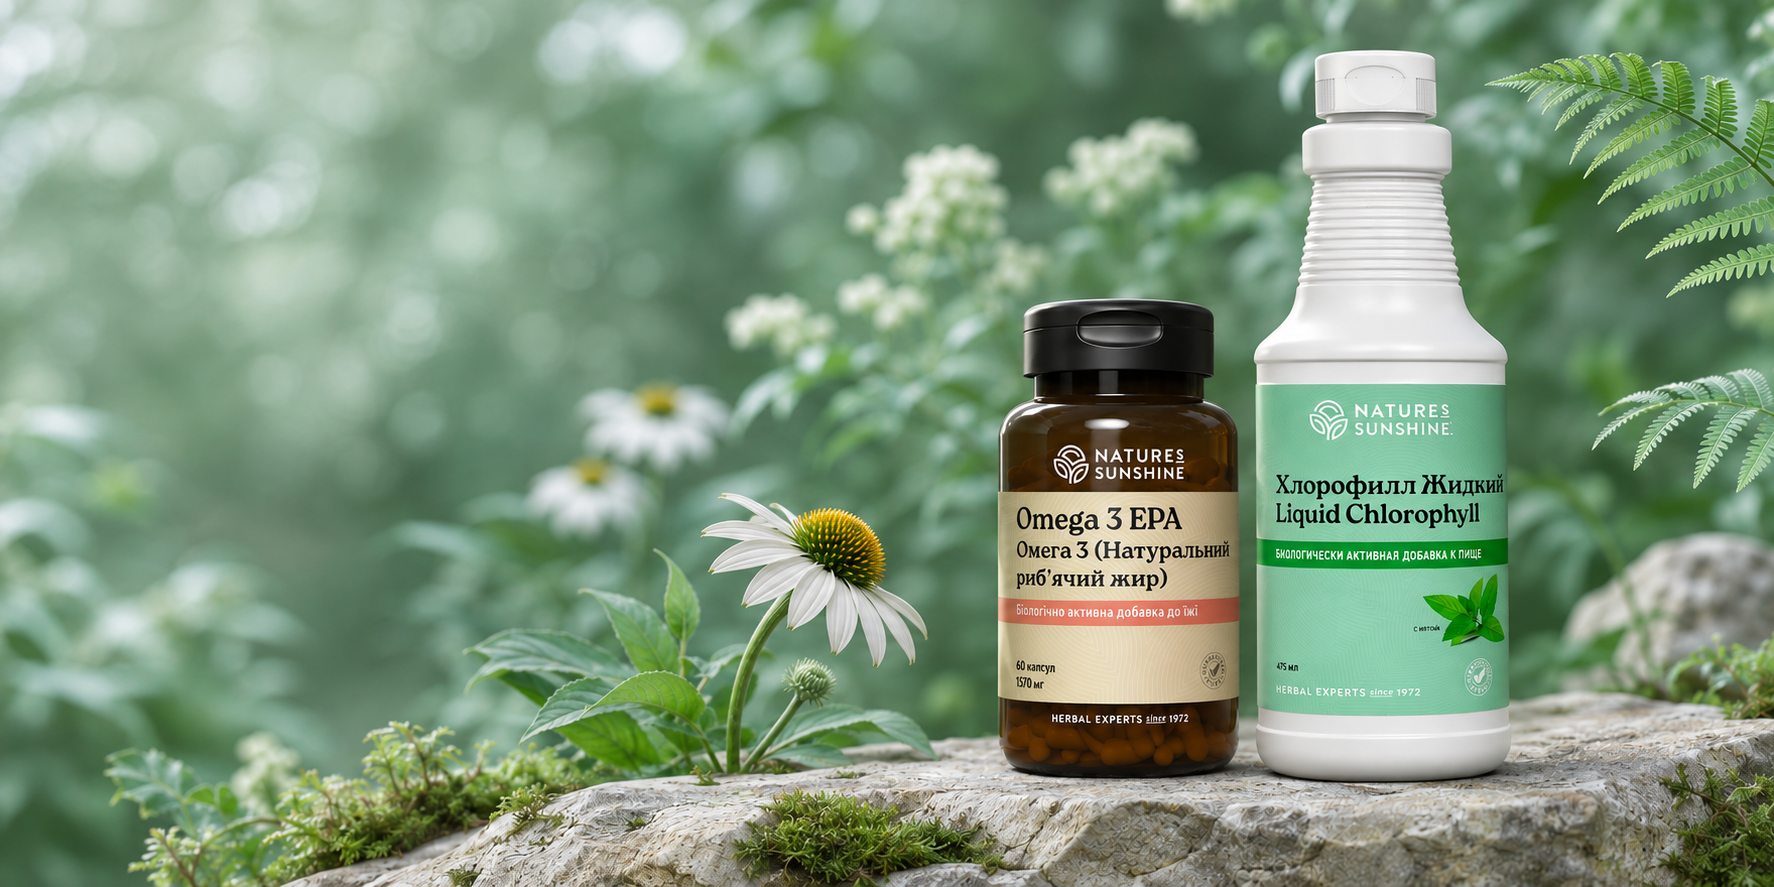 NATURES
SUNSHINE
Omega 3 EPA
Омега 3 (Натуральний
риб'ячий жир)
Біологічно активна добавка до їжі
60 капсул
1570 мг
HERBAL EXPERTS since 1972
NATURES
SUNSHINE
Хлорофилл Жидкий
Liquid Chlorophyll
БИОЛОГИЧЕСКИ АКТИВНАЯ ДОБАВКА К ПИЩЕ
475 мл
HERBAL EXPERTS since 1972